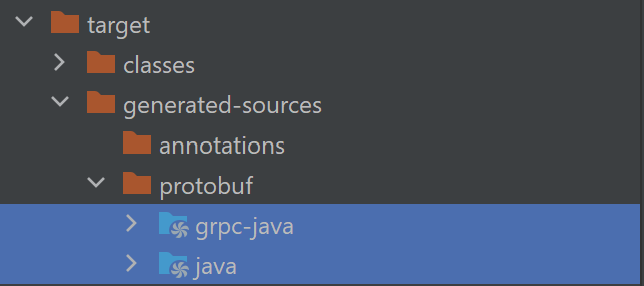 target
classes
generated-sources
annotations
protobuf
grpc-java
java